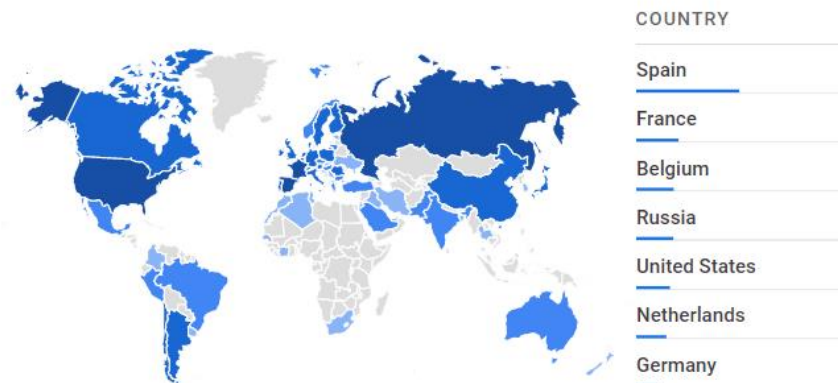 COUNTRY
Spain
France
Belgium
Russia
United States
Netherlands
Germany